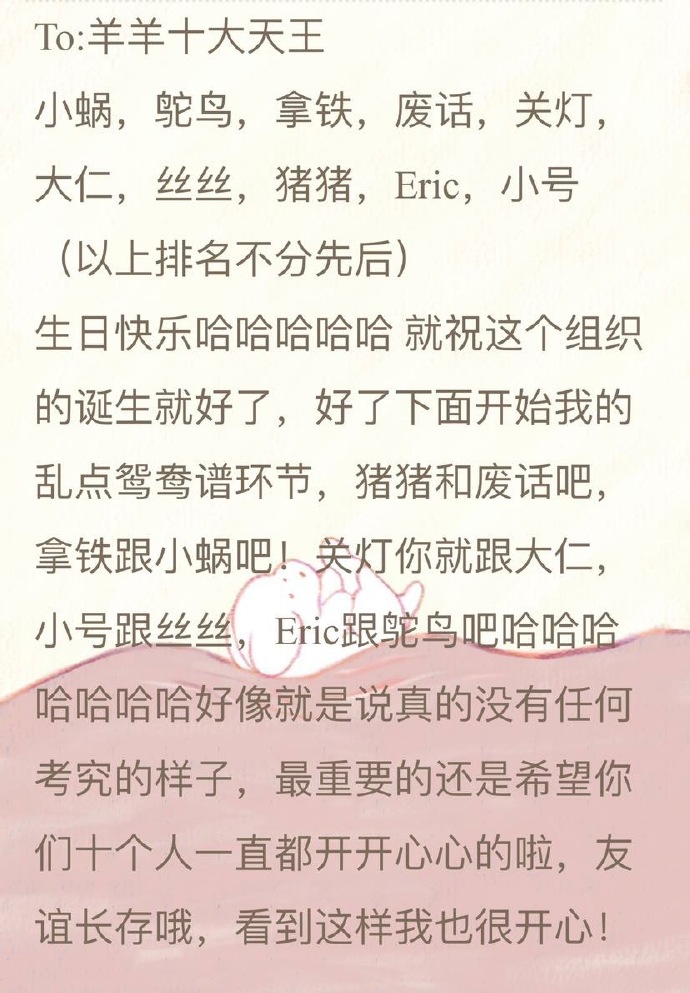 To:羊羊十大天王
小蜗，鸵鸟，拿铁，废话，关灯，
大仁，丝丝，猪猪，Eric，小号
（以上排名不分先后）
生日快乐哈哈哈哈哈 就祝这个组织
的诞生就好了，好了下面开始我的
乱点鸳鸯谱环节，猪猪和废话吧，
拿铁跟小蜗吧！关灯你就跟大仁，
小号跟丝丝，Eric跟鸵鸟吧哈哈哈
哈哈哈哈好像就是说真的没有任何
考究的样子，最重要的还是希望你
们十个人一直都开开心心的啦，友
谊长存哦，看到这样我也很开心！